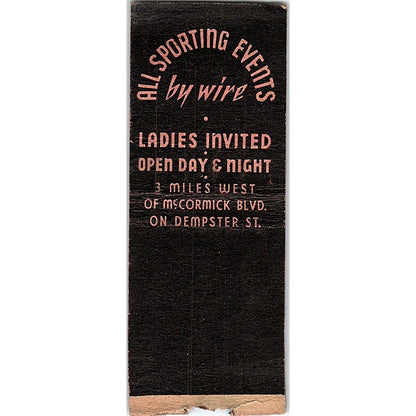 ALL SPORTING EVENTS
by wire
LADIES INVITED
OPEN DAY & NIGHT
3 MILES WEST
OF McCORMICK BLVD.
ON DEMPSTER ST.